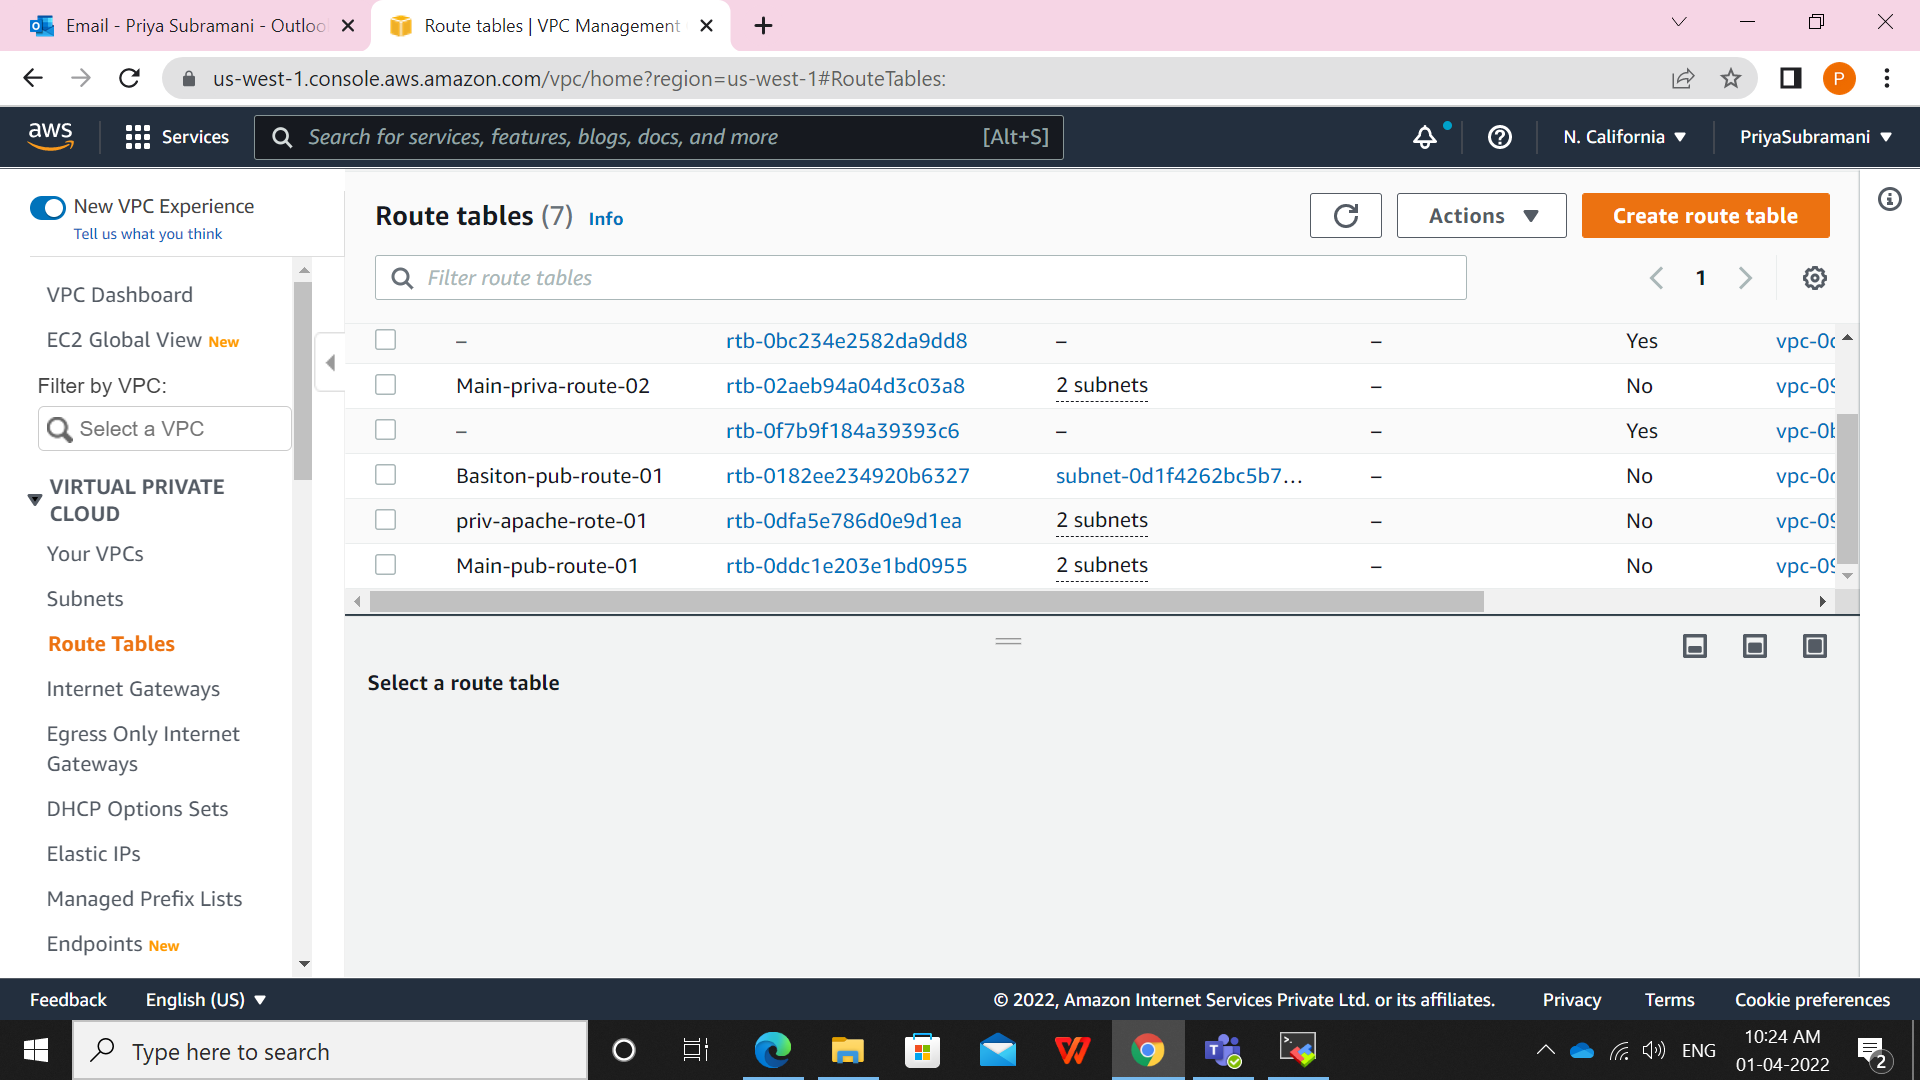 Email - Priya Subramani - Outloo
Route tables | VPC Management
us-west-1.console.aws.amazon.com/vpc/home?region=us-west-1#RouteTables:
P
aws
Services
Search for services, features, blogs, docs, and more
[Alt+S]
N. California
PriyaSubramani
New VPC Experience
Tell us what you think
VPC Dashboard
EC2 Global View New
Filter by VPC:
Select a VPC
VIRTUAL PRIVATE
CLOUD
Your VPCs
Subnets
Route Tables
Internet Gateways
Egress Only Internet
Gateways
DHCP Options Sets
Elastic IPs
Managed Prefix Lists
Endpoints New
Route tables (7) Info
Actions
Create route table
Filter route tables
1
– rtb-0bc234e2582da9dd8 – – Yes vpc-0c
Main-priva-route-02 rtb-02aeb94a04d3c03a8 2 subnets – No vpc-09
– rtb-0f7b9f184a39393c6 – – Yes vpc-0b
Basiton-pub-route-01 rtb-0182ee234920b6327 subnet-0d1f4262bc5b7… – No vpc-0c
priv-apache-rote-01 rtb-0dfa5e786d0e9d1ea 2 subnets – No vpc-09
Main-pub-route-01 rtb-0ddc1e203e1bd0955 2 subnets – No vpc-09
Select a route table
Feedback
English (US)
© 2022, Amazon Internet Services Private Ltd. or its affiliates.
Privacy
Terms
Cookie preferences
Type here to search
ENG
10:24 AM
01-04-2022
2